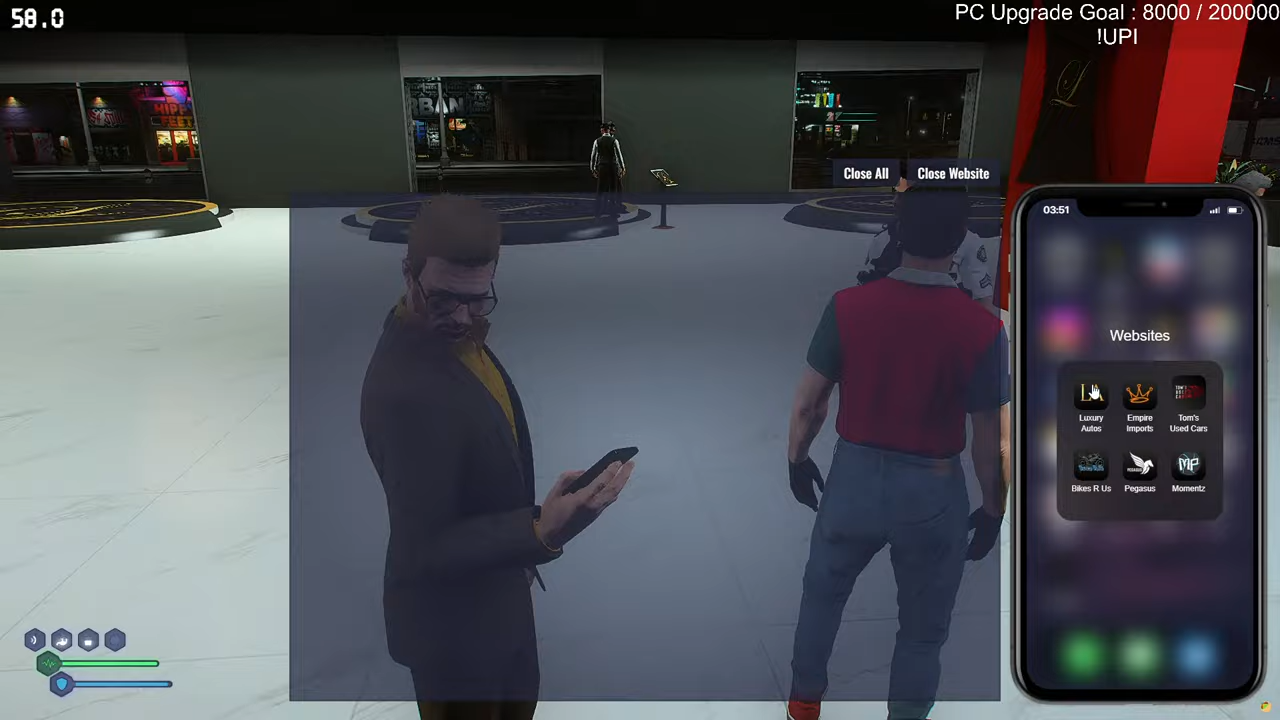 58.0
PC Upgrade Goal : 8000 / 200000
!UPI
Close All
Close Website
03:51
Websites
Luxury
Autos
Empire
Imports
Tom's
Used Cars
Bikes R Us
Pegasus
MP
Momentz